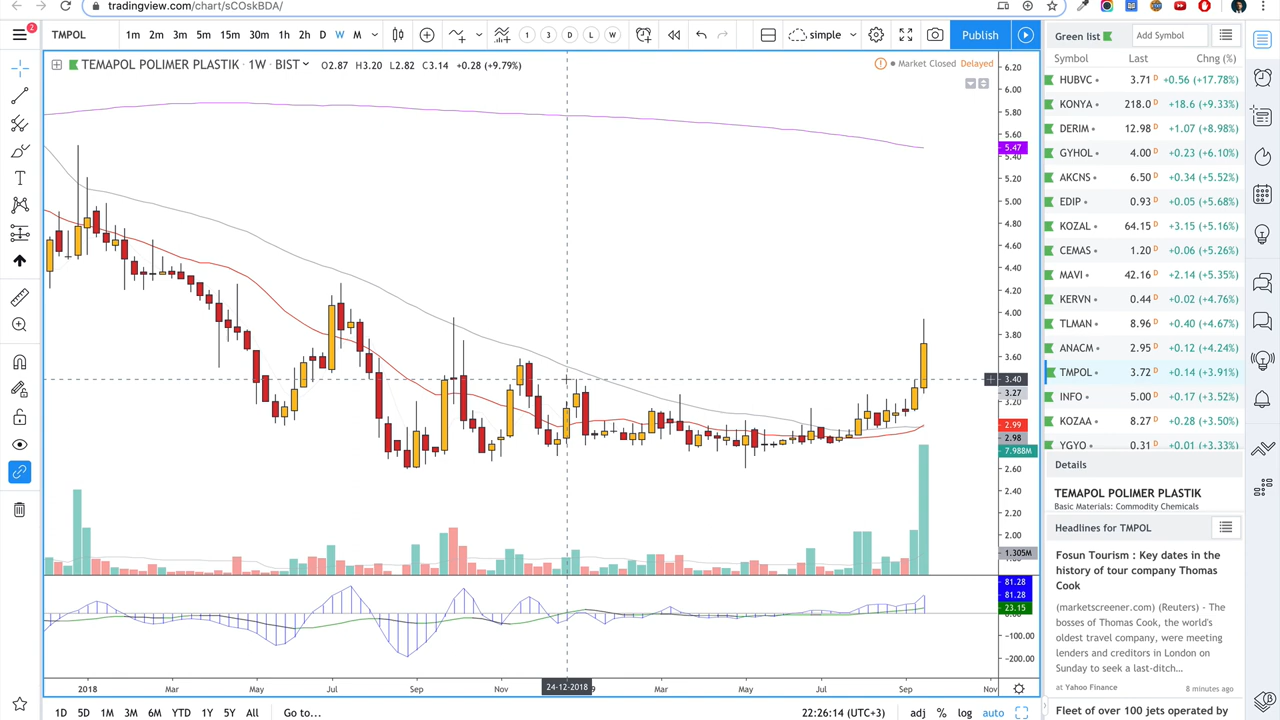 tradingview.com/chart/sCOskBDA/
2
TMPOL 1m 2m 3m 5m 15m 30m 1h 2h D W M 1 3 D L W simple Publish
TEMAPOL POLIMER PLASTIK · 1W · BIST O2.87 H3.20 L2.82 C3.14 +0.28 (+9.79%)
Market Closed Delayed
6.20
6.00
5.80
5.60
5.47
5.40
5.20
5.00
4.80
4.60
4.40
4.20
4.00
3.80
3.60
3.40
3.27
3.20
2.99
2.98
7.988M
2.60
2.40
2.20
2.00
1.305M
81.28
81.28
23.15
-100.00
-200.00
2018 Mar May Jul Sep Nov 24-12-2018 9 Mar May Jul Sep Nov
1D 5D 1M 3M 6M YTD 1Y 5Y All Go to... 22:26:14 (UTC+3) adj % log auto
Green list Add Symbol
Symbol Last Chng (%)
HUBVC 3.71 D +0.56 (+17.78%)
KONYA 218.0 D +18.6 (+9.33%)
DERIM 12.98 D +1.07 (+8.98%)
GYHOL 4.00 D +0.23 (+6.10%)
AKCNS 6.50 D +0.34 (+5.52%)
EDIP 0.93 D +0.05 (+5.68%)
KOZAL 64.15 D +3.15 (+5.16%)
CEMAS 1.20 D +0.06 (+5.26%)
MAVI 42.16 D +2.14 (+5.35%)
KERVN 0.44 D +0.02 (+4.76%)
TLMAN 8.96 D +0.40 (+4.67%)
ANACM 2.95 D +0.12 (+4.24%)
TMPOL 3.72 D +0.14 (+3.91%)
INFO 5.00 D +0.17 (+3.52%)
KOZAA 8.27 D +0.28 (+3.50%)
YGYO 0.31 D +0.01 (+3.33%)
Details
TEMAPOL POLIMER PLASTIK
Basic Materials: Commodity Chemicals
Headlines for TMPOL
Fosun Tourism : Key dates in the
history of tour company Thomas
Cook
(marketscreener.com) (Reuters) - The
bosses of Thomas Cook, the world's
oldest travel company, were meeting
lenders and creditors in London on
Sunday to seek a last-ditch...
at Yahoo Finance 8 minutes ago
Fleet of over 100 jets operated by